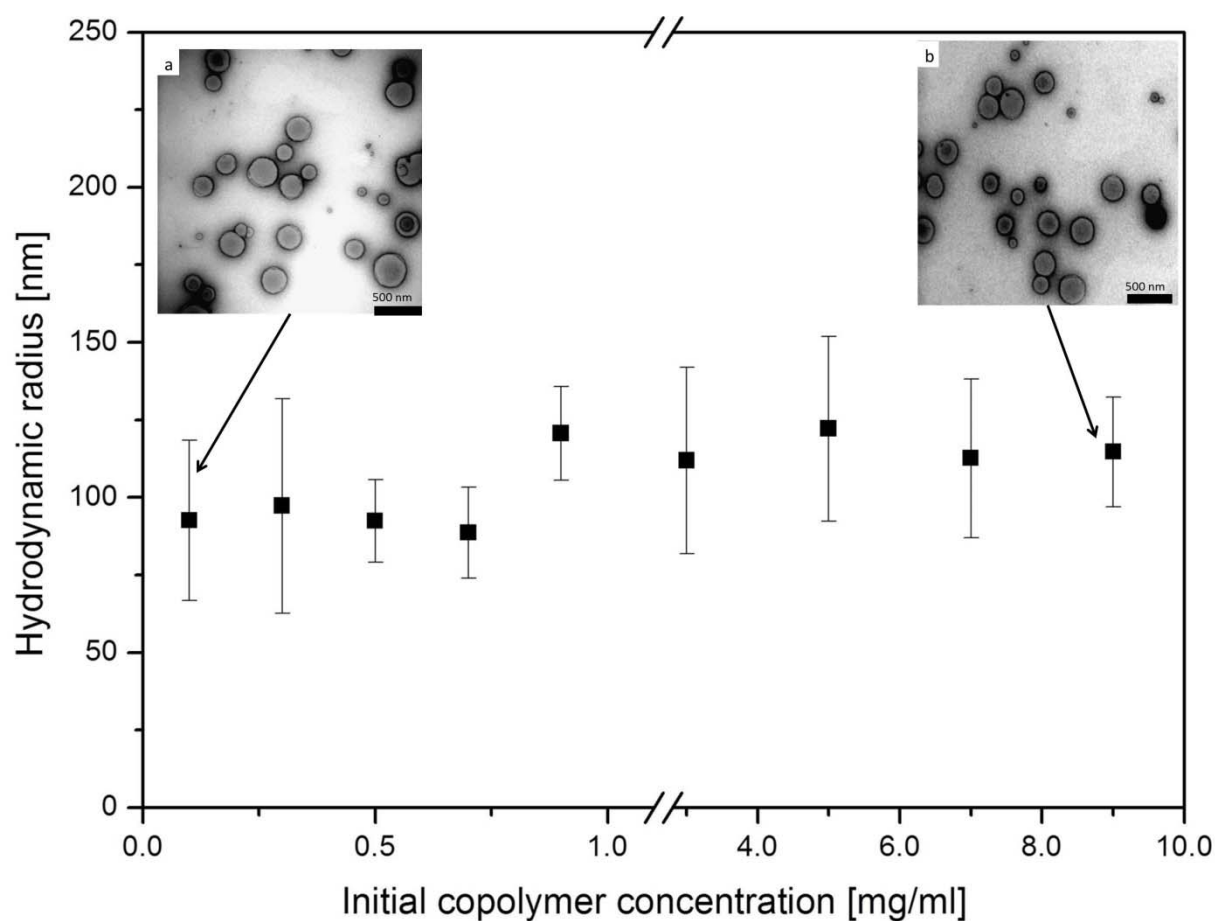 250
200
150
100
50
0
Hydrodynamic radius [nm]
a
500 nm
b
500 nm
0.0 0.5 1.0 4.0 6.0 8.0 10.0
Initial copolymer concentration [mg/ml]